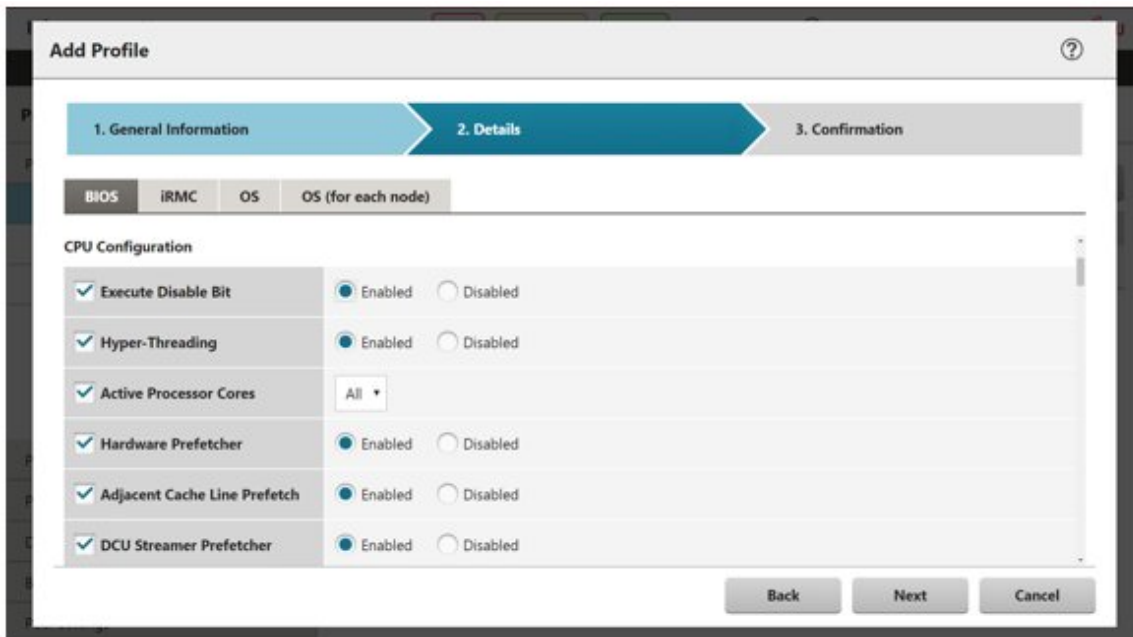 Add Profile
1. General Information
2. Details
3. Confirmation
BIOS iRMC OS OS (for each node)
CPU Configuration
Execute Disable Bit Enabled Disabled
Hyper-Threading Enabled Disabled
Active Processor Cores All
Hardware Prefetcher Enabled Disabled
Adjacent Cache Line Prefetch Enabled Disabled
DCU Streamer Prefetcher Enabled Disabled
Back Next Cancel